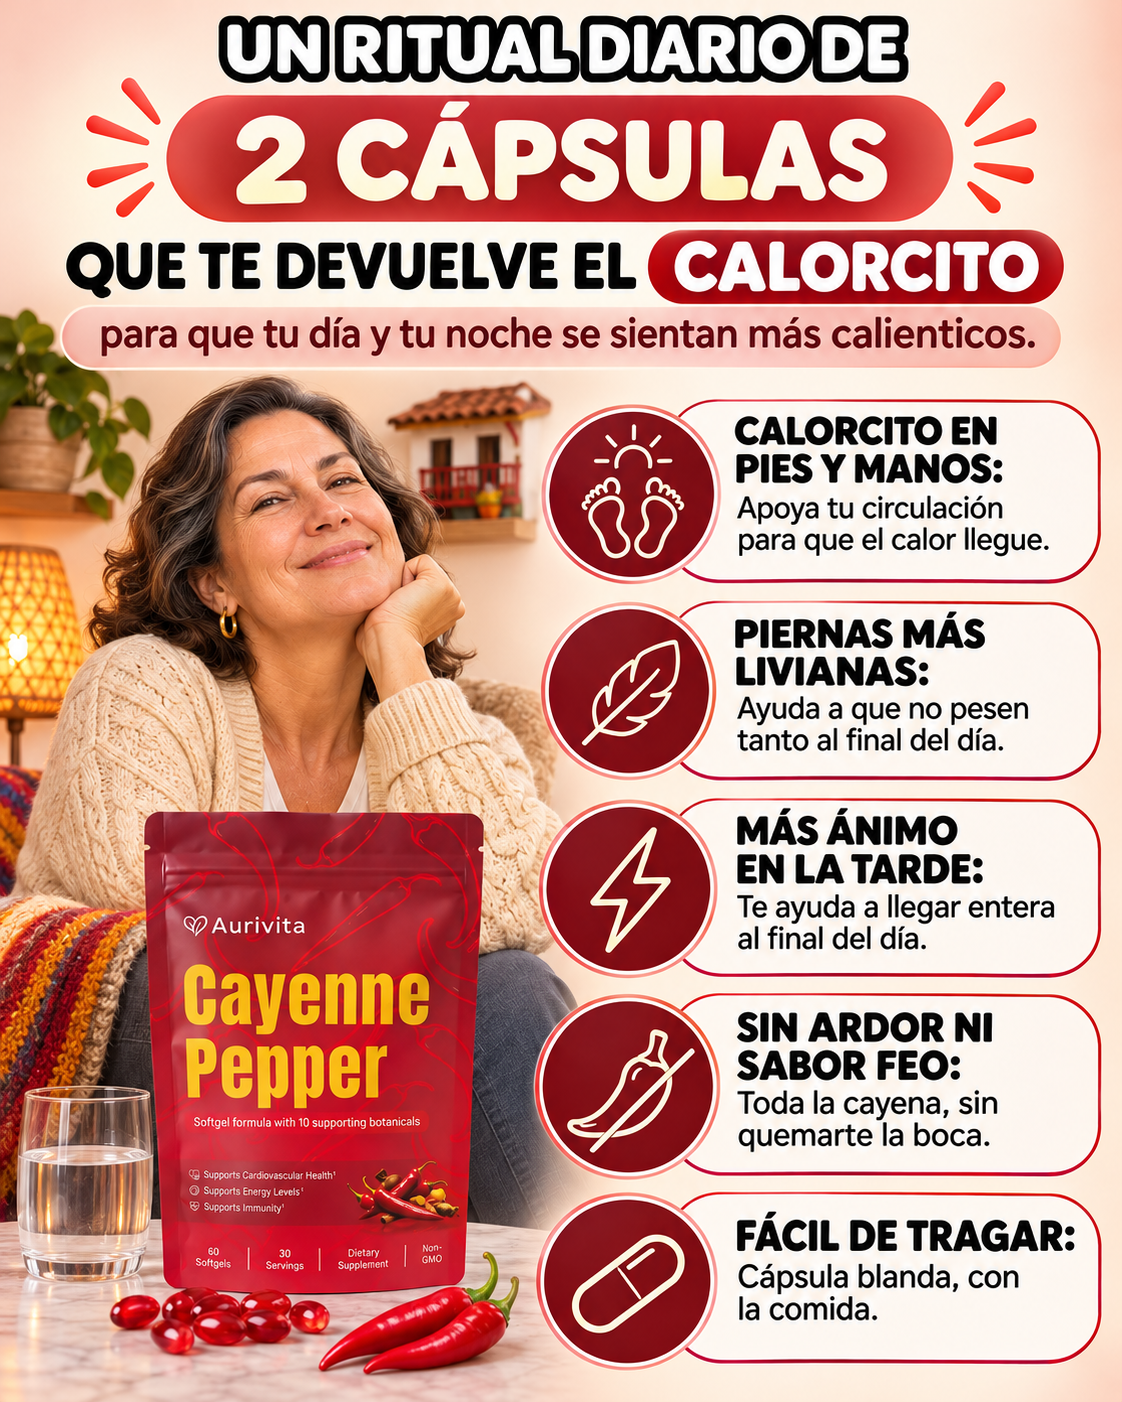 UN RITUAL DIARIO DE
2 CÁPSULAS
QUE TE DEVUELVE EL CALORCITO
para que tu día y tu noche se sientan más calienticos.
CALORCITO EN
PIES Y MANOS:
Apoya tu circulación
para que el calor llegue.
PIERNAS MÁS
LIVIANAS:
Ayuda a que no pesen
tanto al final del día.
MÁS ÁNIMO
EN LA TARDE:
Te ayuda a llegar entera
al final del día.
SIN ARDOR NI
SABOR FEO:
Toda la cayena, sin
quemarte la boca.
FÁCIL DE TRAGAR:
Cápsula blanda, con
la comida.
Aurivita
Cayenne
Pepper
Softgel formula with 10 supporting botanicals
Supports Cardiovascular Health¹
Supports Energy Levels¹
Supports Immunity¹
60
Softgels
30
Servings
Dietary
Supplement
Non-
GMO